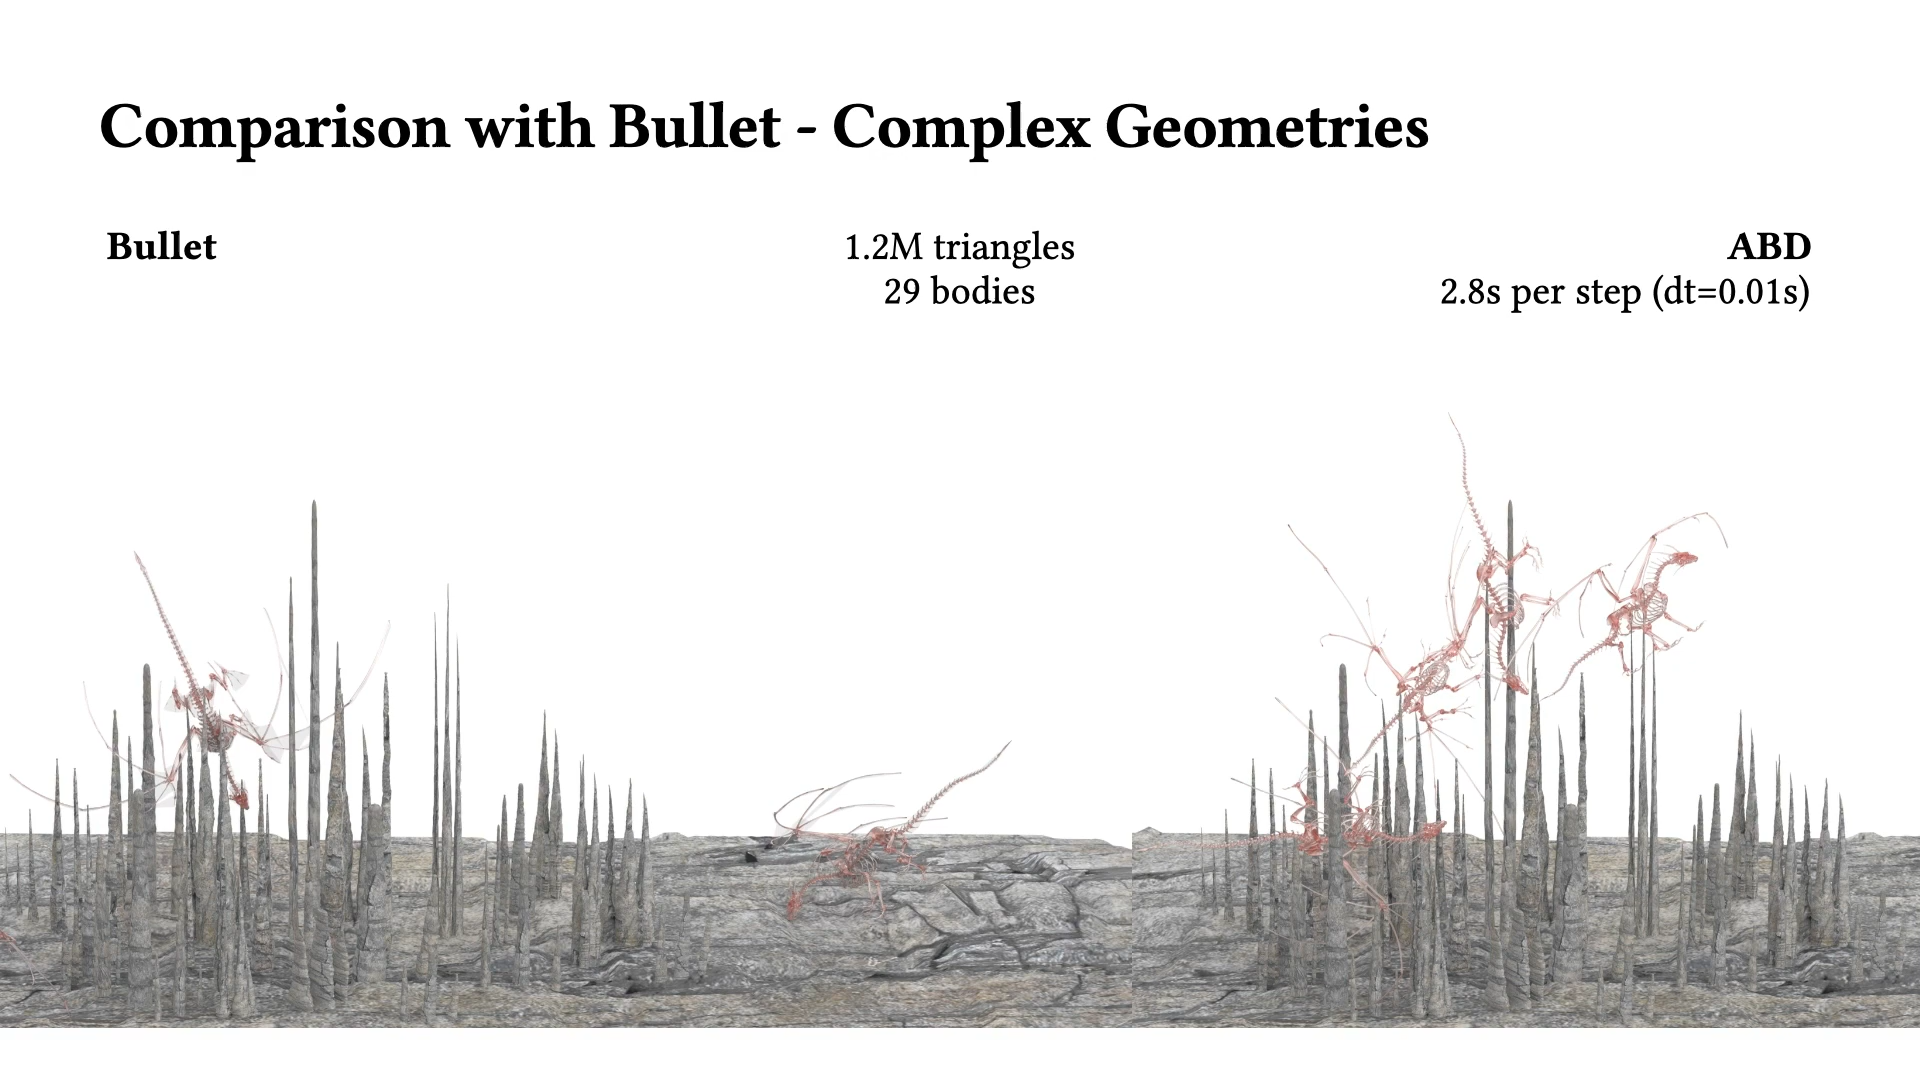 Comparison with Bullet - Complex Geometries
Bullet
1.2M triangles
29 bodies
ABD
2.8s per step (dt=0.01s)